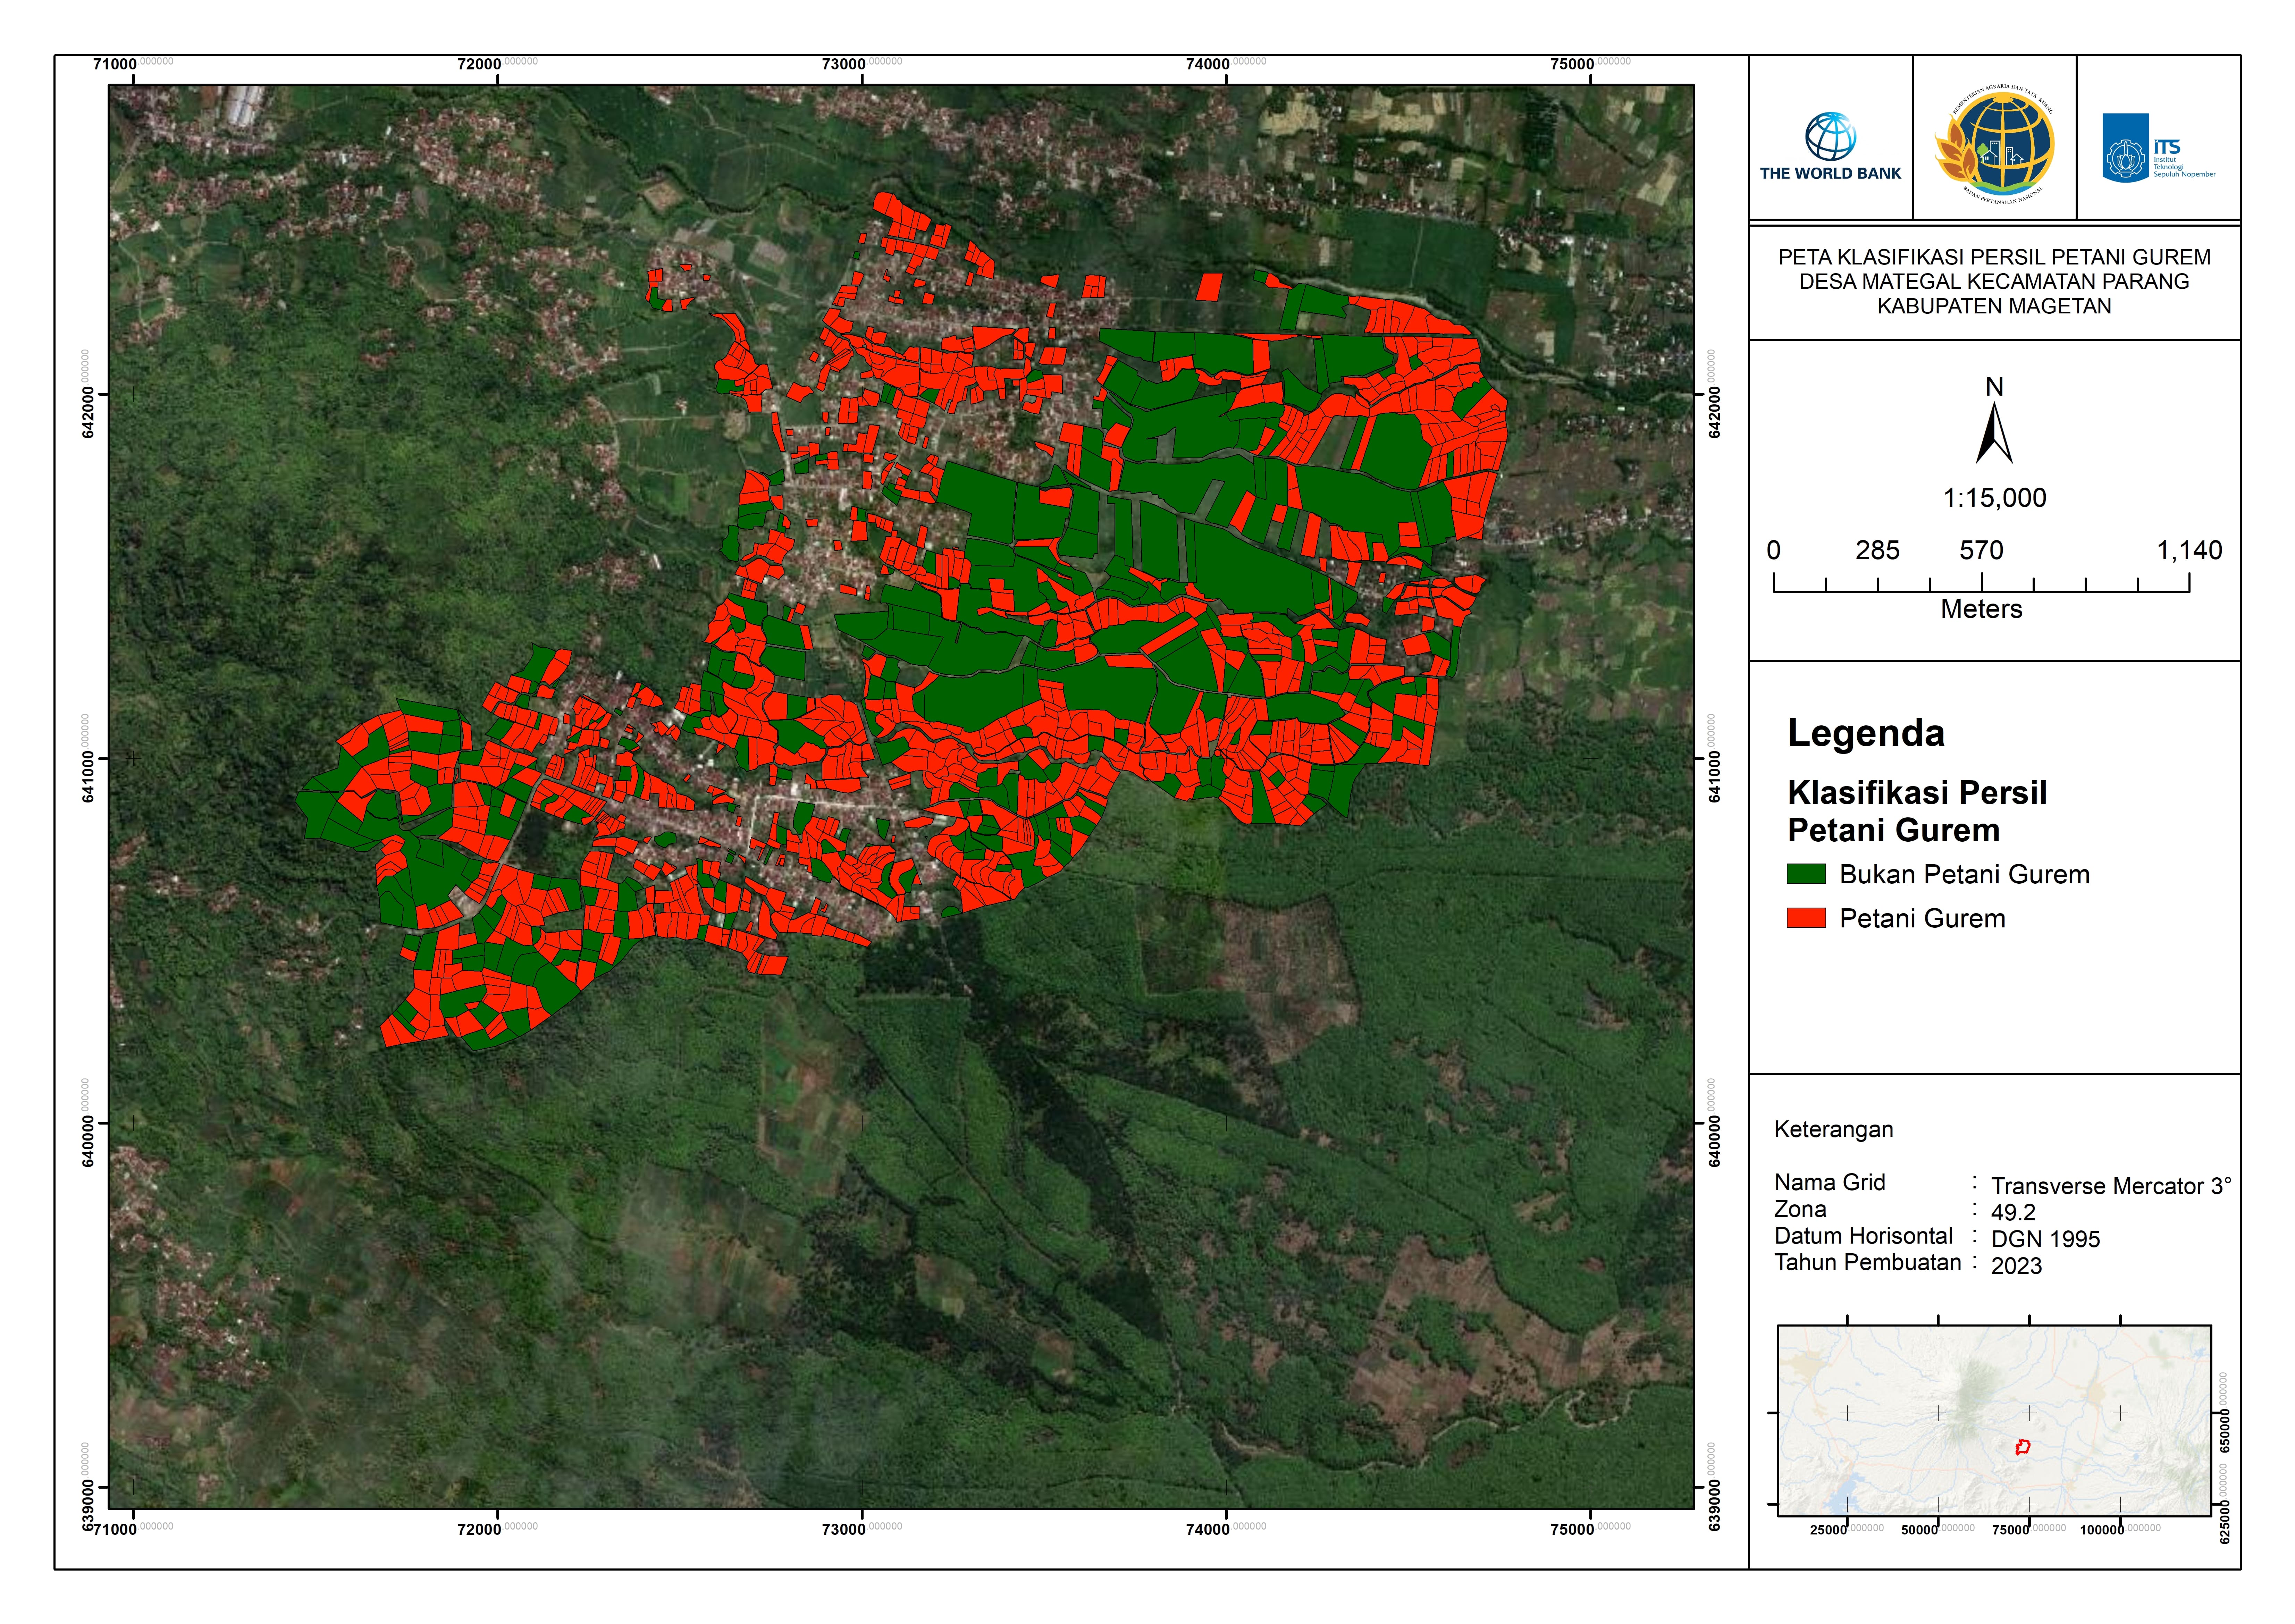 71000.000000 72000.000000 73000.000000 74000.000000 75000.000000
642000.000000
641000.000000
640000.000000
639000.000000
642000.000000
641000.000000
640000.000000
639000.000000
71000.000000 72000.000000 73000.000000 74000.000000 75000.000000
THE WORLD BANK
KEMENTERIAN AGRARIA DAN TATA RUANG
BADAN PERTANAHAN NASIONAL
iTS
Institut
Teknologi
Sepuluh Nopember
PETA KLASIFIKASI PERSIL PETANI GUREM
DESA MATEGAL KECAMATAN PARANG
KABUPATEN MAGETAN
N
1:15,000
0 285 570 1,140
Meters
Legenda
Klasifikasi Persil
Petani Gurem
Bukan Petani Gurem
Petani Gurem
Keterangan
Nama Grid : Transverse Mercator 3°
Zona : 49.2
Datum Horisontal : DGN 1995
Tahun Pembuatan : 2023
650000.000000
625000.000000
25000.000000 50000.000000 75000.000000 100000.000000